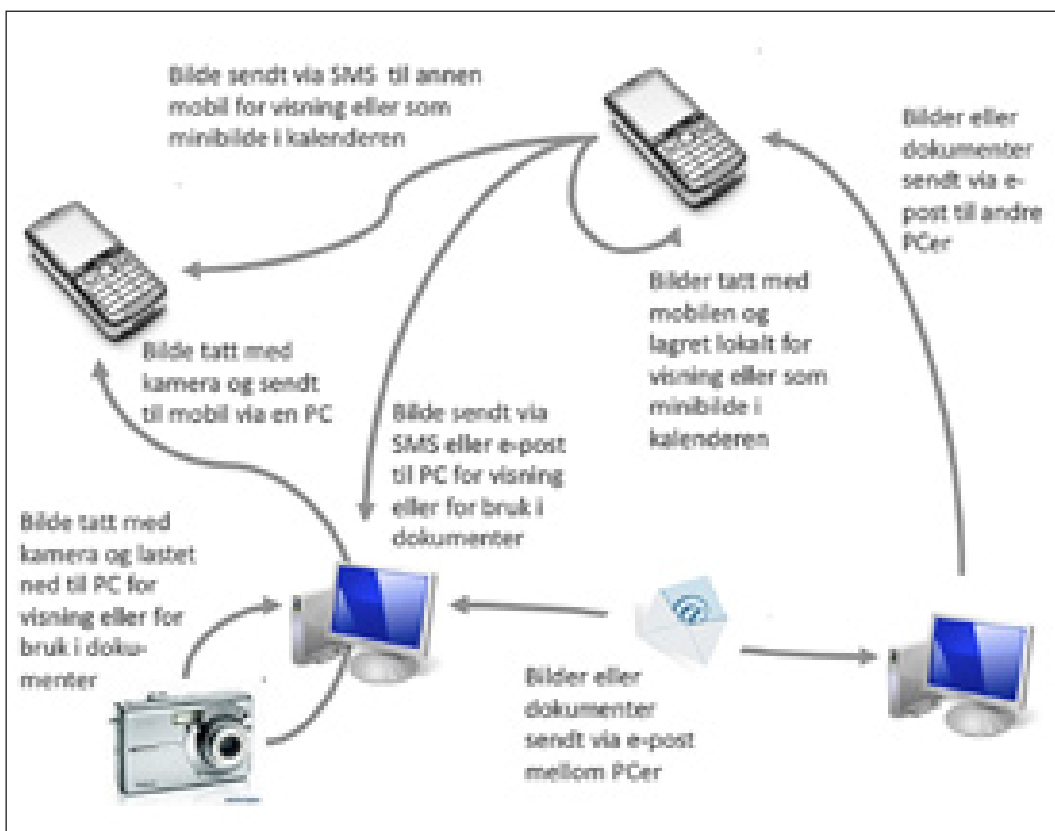 Bilde sendt via SMS til annen
mobil for visning eller som
minibilde i kalenderen
Bilder eller
dokumenter
sendt via e-
post til andre
PCer
Bilder tatt med
mobilen og
lagret lokalt for
visning eller som
minibilde i
kalenderen
Bilde tatt med
kamera og sendt
til mobil via en PC
Bilde sendt via
SMS eller e-post
til PC for visning
eller for bruk i
dokumenter
Bilde tatt med
kamera og lastet
ned til PC for
visning eller for
bruk i doku-
menter
@
Bilder eller
dokumenter
sendt via e-post
mellom PCer